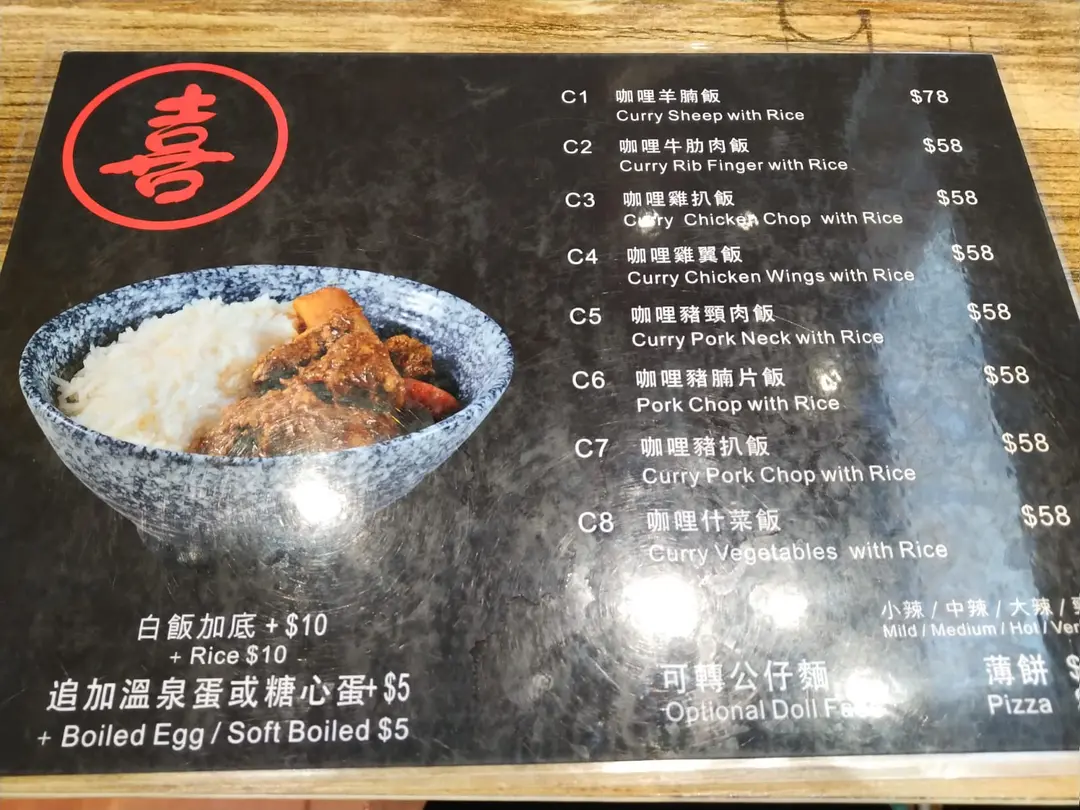 喜
C1 咖哩羊腩飯 $78
Curry Sheep with Rice
C2 咖哩牛肋肉飯 $58
Curry Rib Finger with Rice
C3 咖哩雞扒飯 $58
Curry Chicken Chop with Rice
C4 咖哩雞翼飯 $58
Curry Chicken Wings with Rice
C5 咖哩豬頸肉飯 $58
Curry Pork Neck with Rice
C6 咖哩豬腩片飯 $58
Pork Chop with Rice
C7 咖哩豬扒飯 $58
Curry Pork Chop with Rice
C8 咖哩什菜飯 $58
Curry Vegetables with Rice
小辣 / 中辣 / 大辣 /
Mild / Medium / Hot /
可轉公仔麵 薄餅
Optional Doll Pizza
白飯加底 + $10
+ Rice $10
追加溫泉蛋或糖心蛋+ $5
+ Boiled Egg / Soft Boiled $5